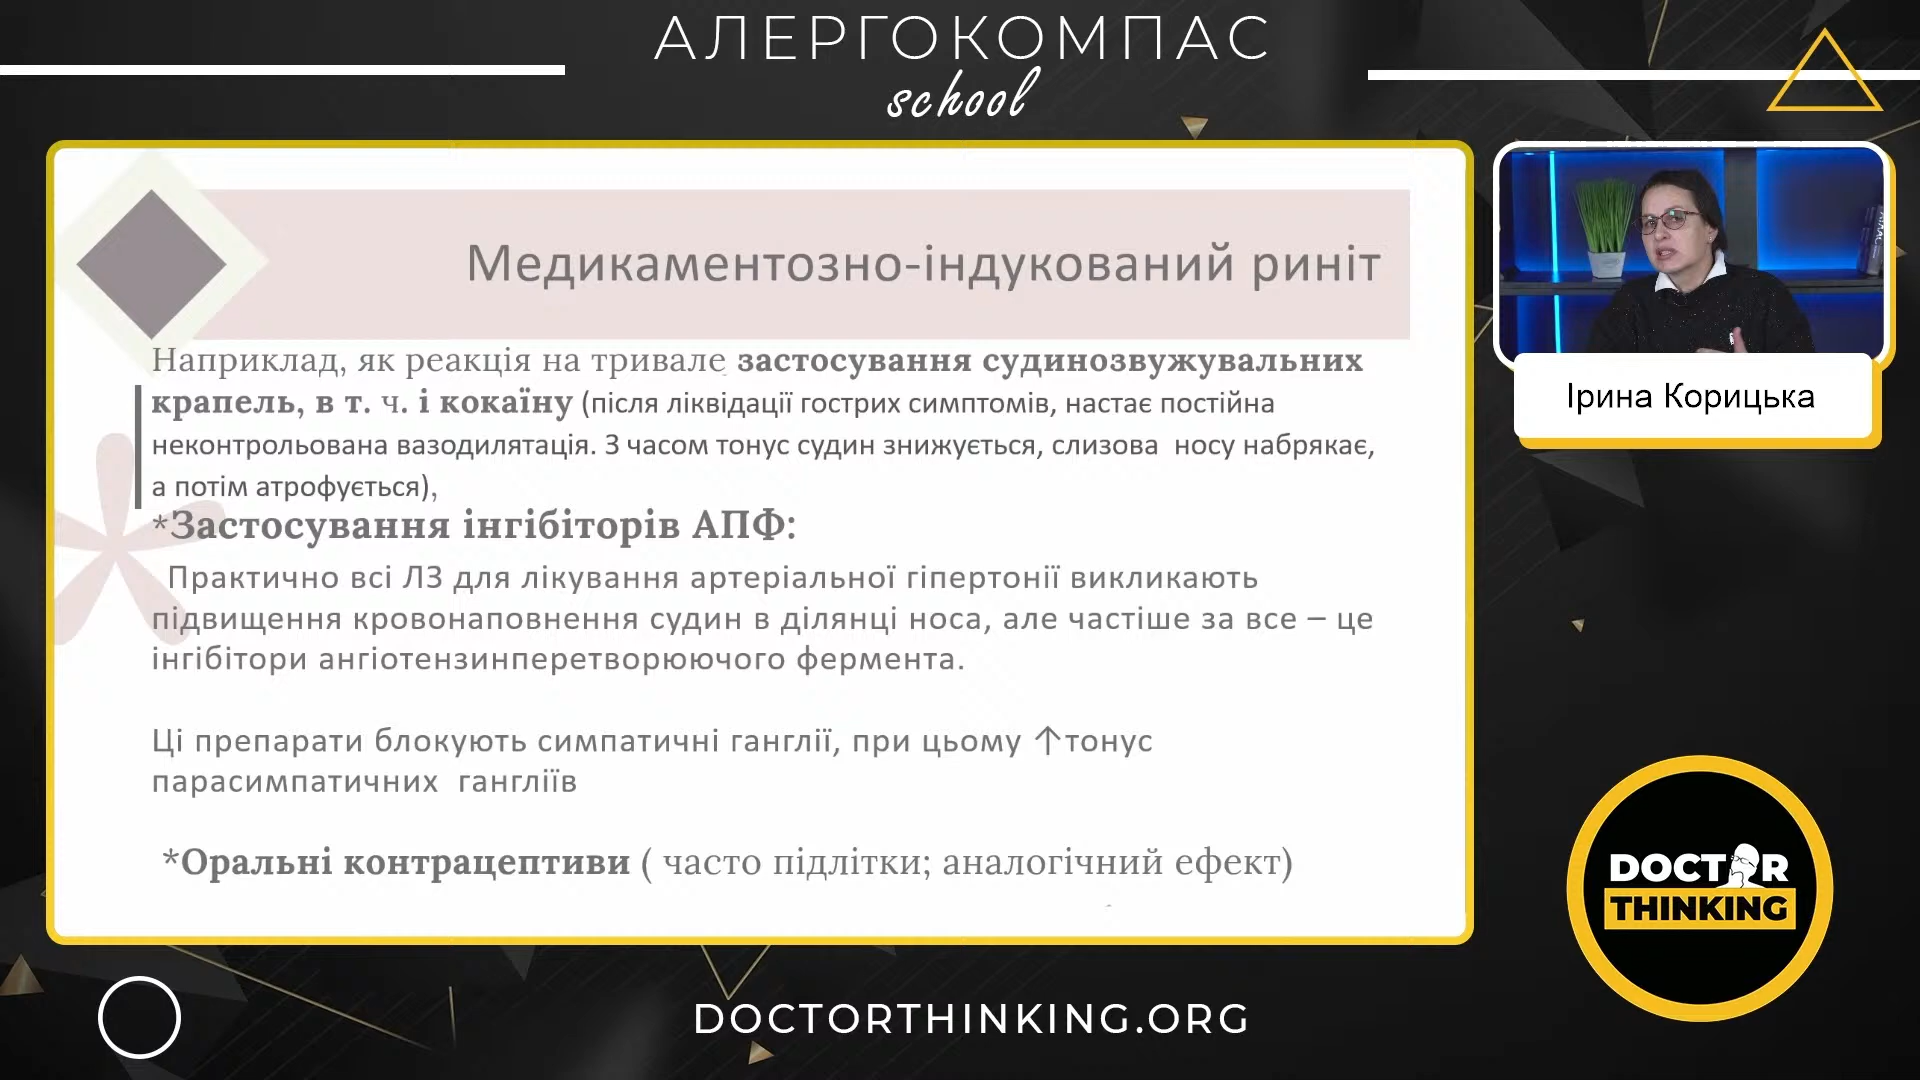 АЛЕРГОКОМПАС
school
Медикаментозно-індукований риніт
Наприклад, як реакція на тривале застосування судинозвужувальних
крапель, в т. ч. і кокаїну (після ліквідації гострих симптомів, настає постійна
неконтрольована вазодилятація. З часом тонус судин знижується, слизова носу набрякає,
а потім атрофується),
*Застосування інгібіторів АПФ:
Практично всі ЛЗ для лікування артеріальної гіпертонії викликають
підвищення кровонаповнення судин в ділянці носа, але частіше за все – це
інгібітори ангіотензинперетворюючого фермента.
Ці препарати блокують симпатичні ганглії, при цьому ↑тонус
парасимпатичних гангліїв
*Оральні контрацептиви ( часто підлітки; аналогічний ефект)
Ірина Корицька
DOCTOR
THINKING
DOCTORTHINKING.ORG